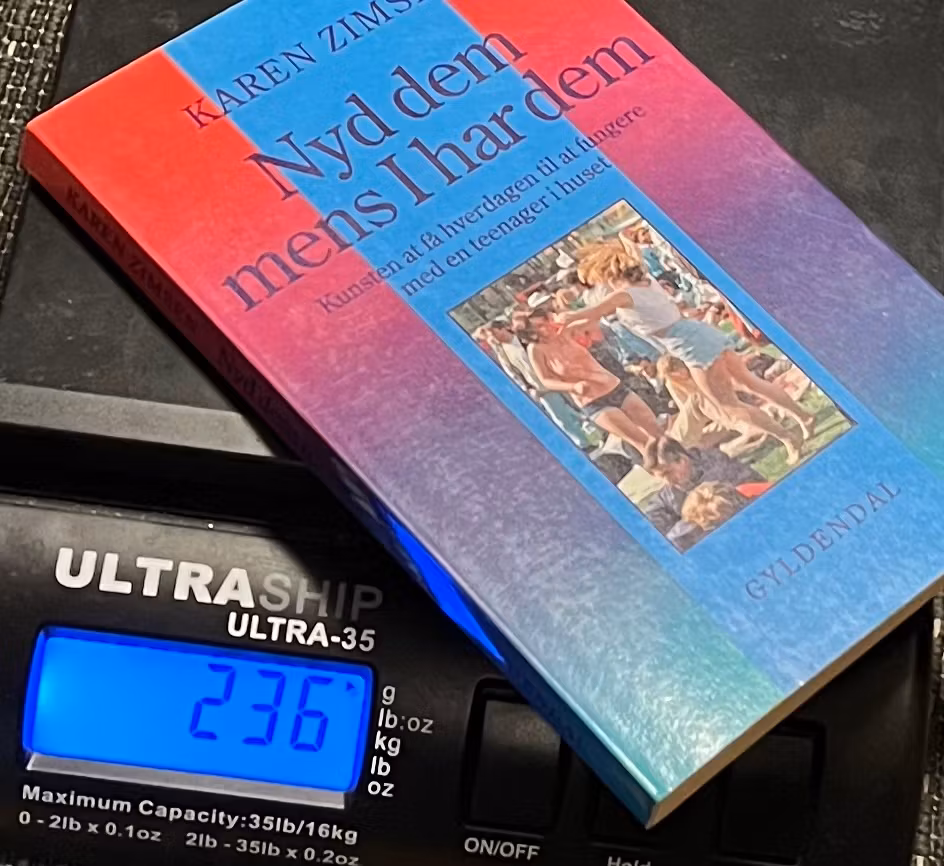 KAREN
Nyd dem
mens I har dem
Kunsten at få hverdagen til at fungere
med en teenager i huset
GYLDENDAL
KAREN ZIMSEN
ULTRASHIP
ULTRA-35
236
g
lb:oz
kg
lb
oz
Maximum Capacity:35lb/16kg
0 - 2lb x 0.1oz 2lb - 35lb x 0.2oz
ON/OFF